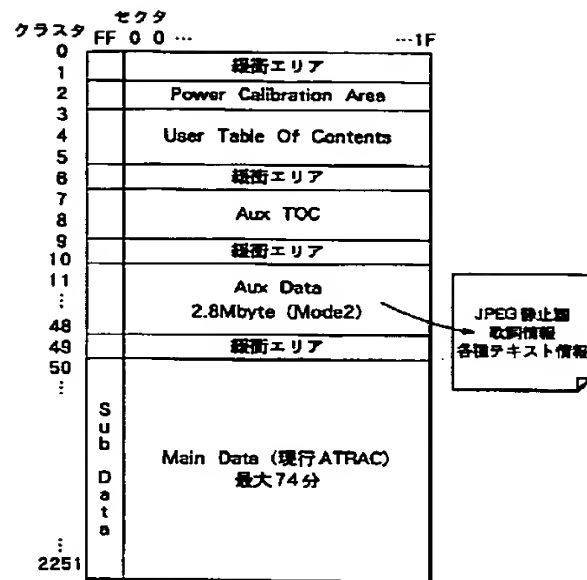 セクタ
クラスタ FF 0 0 … …1F
0
1 緩衝エリア
2 Power Calibration Area
3
4 User Table Of Contents
5
6 緩衝エリア
7
8 Aux TOC
9
10 緩衝エリア
11 Aux Data
⋮ 2.8Mbyte (Mode2)
48
49 緩衝エリア
50
⋮
JPEG静止画
歌詞情報
各種テキスト情報
Sub Data
Main Data (現行ATRAC)
最大74分
⋮
2251